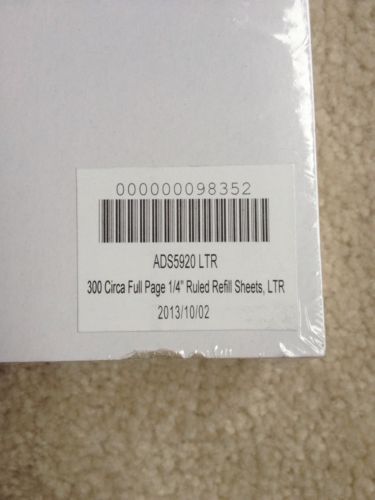 000000098352
ADS5920 LTR
300 Circa Full Page 1/4" Ruled Refill Sheets, LTR
2013/10/02